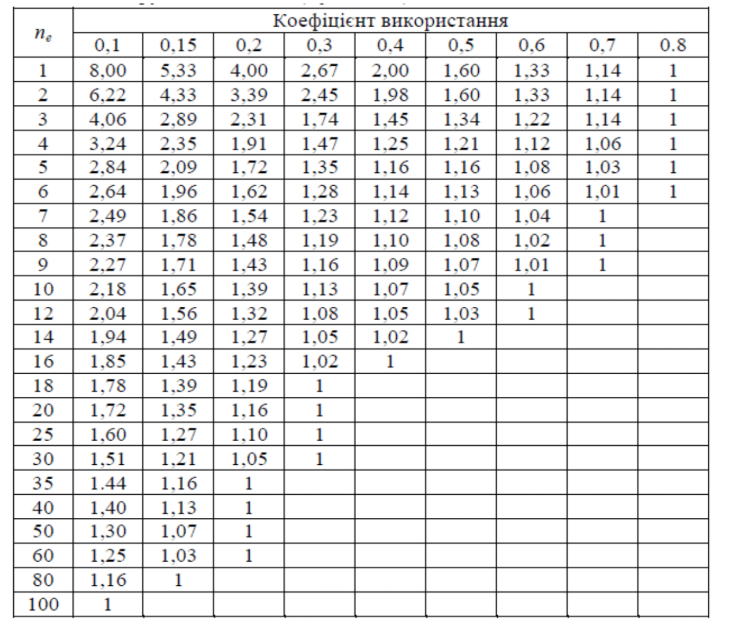 nₑ Коефіцієнт використання
0,1 0,15 0,2 0,3 0,4 0,5 0,6 0,7 0.8
1 8,00 5,33 4,00 2,67 2,00 1,60 1,33 1,14 1
2 6,22 4,33 3,39 2,45 1,98 1,60 1,33 1,14 1
3 4,06 2,89 2,31 1,74 1,45 1,34 1,22 1,14 1
4 3,24 2,35 1,91 1,47 1,25 1,21 1,12 1,06 1
5 2,84 2,09 1,72 1,35 1,16 1,16 1,08 1,03 1
6 2,64 1,96 1,62 1,28 1,14 1,13 1,06 1,01 1
7 2,49 1,86 1,54 1,23 1,12 1,10 1,04 1
8 2,37 1,78 1,48 1,19 1,10 1,08 1,02 1
9 2,27 1,71 1,43 1,16 1,09 1,07 1,01 1
10 2,18 1,65 1,39 1,13 1,07 1,05 1
12 2,04 1,56 1,32 1,08 1,05 1,03 1
14 1,94 1,49 1,27 1,05 1,02 1
16 1,85 1,43 1,23 1,02 1
18 1,78 1,39 1,19 1
20 1,72 1,35 1,16 1
25 1,60 1,27 1,10 1
30 1,51 1,21 1,05 1
35 1.44 1,16 1
40 1,40 1,13 1
50 1,30 1,07 1
60 1,25 1,03 1
80 1,16 1
100 1